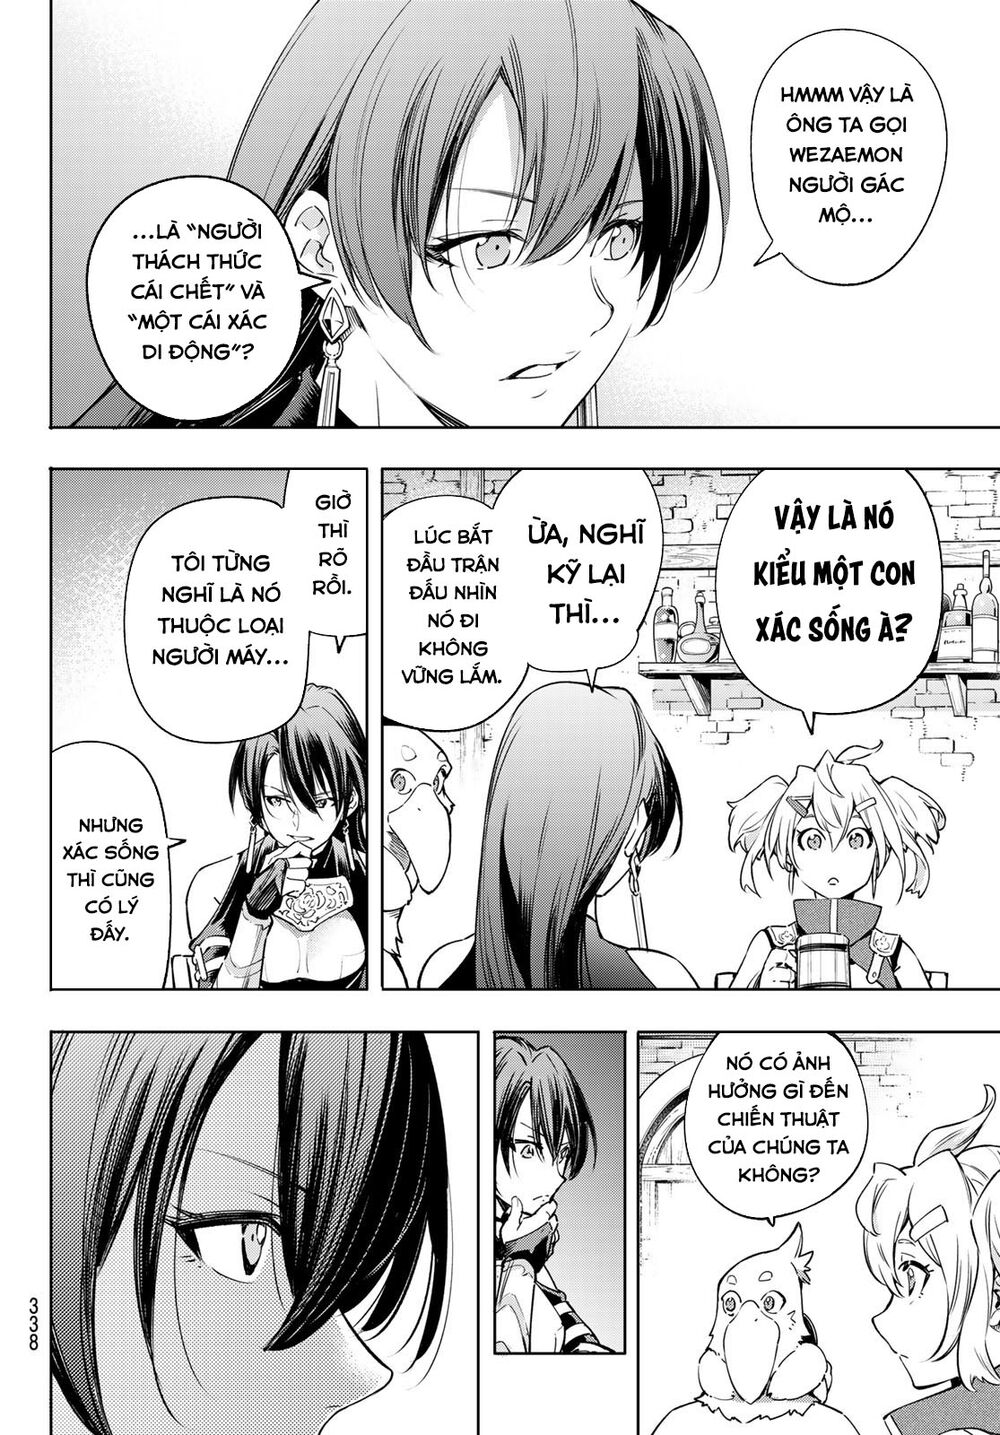 HMMM VẬY LÀ
ÔNG TA GỌI
WEZAEMON
NGƯỜI GÁC
MỘ...
...LÀ "NGƯỜI
THÁCH THỨC
CÁI CHẾT" VÀ
"MỘT CÁI XÁC
DI ĐỘNG"?
VẬY LÀ NÓ
KIỂU MỘT CON
XÁC SỐNG À?
ỪA, NGHĨ
KỸ LẠI
THÌ...
LÚC BẮT
ĐẦU TRẬN
ĐẤU NHÌN
NÓ ĐI
KHÔNG
VỮNG LẮM.
GIỜ
THÌ
RÕ
RỒI.
TÔI TỪNG
NGHĨ LÀ NÓ
THUỘC LOẠI
NGƯỜI MÁY...
NHƯNG
XÁC SỐNG
THÌ CŨNG
CÓ LÝ
ĐẤY.
NÓ CÓ ẢNH
HƯỞNG GÌ ĐẾN
CHIẾN THUẬT
CỦA CHÚNG TA
KHÔNG?
338